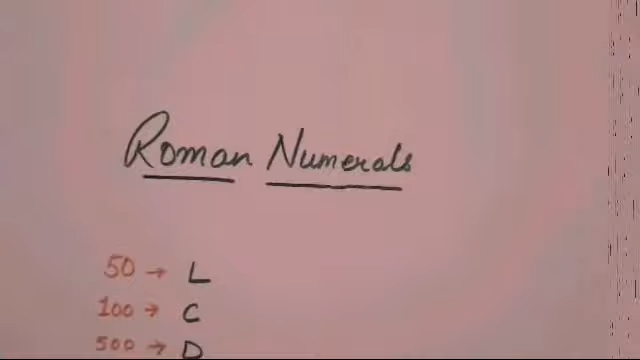 Roman Numerals
50 → L
100 → C
500 → D